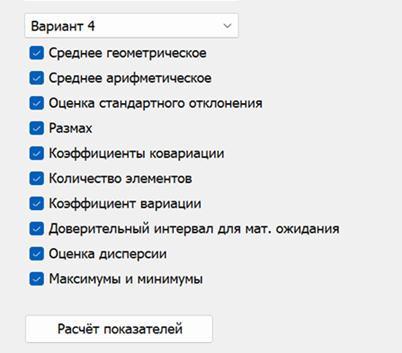 Вариант 4
Среднее геометрическое
Среднее арифметическое
Оценка стандартного отклонения
Размах
Коэффициенты ковариации
Количество элементов
Коэффициент вариации
Доверительный интервал для мат. ожидания
Оценка дисперсии
Максимумы и минимумы
Расчёт показателей